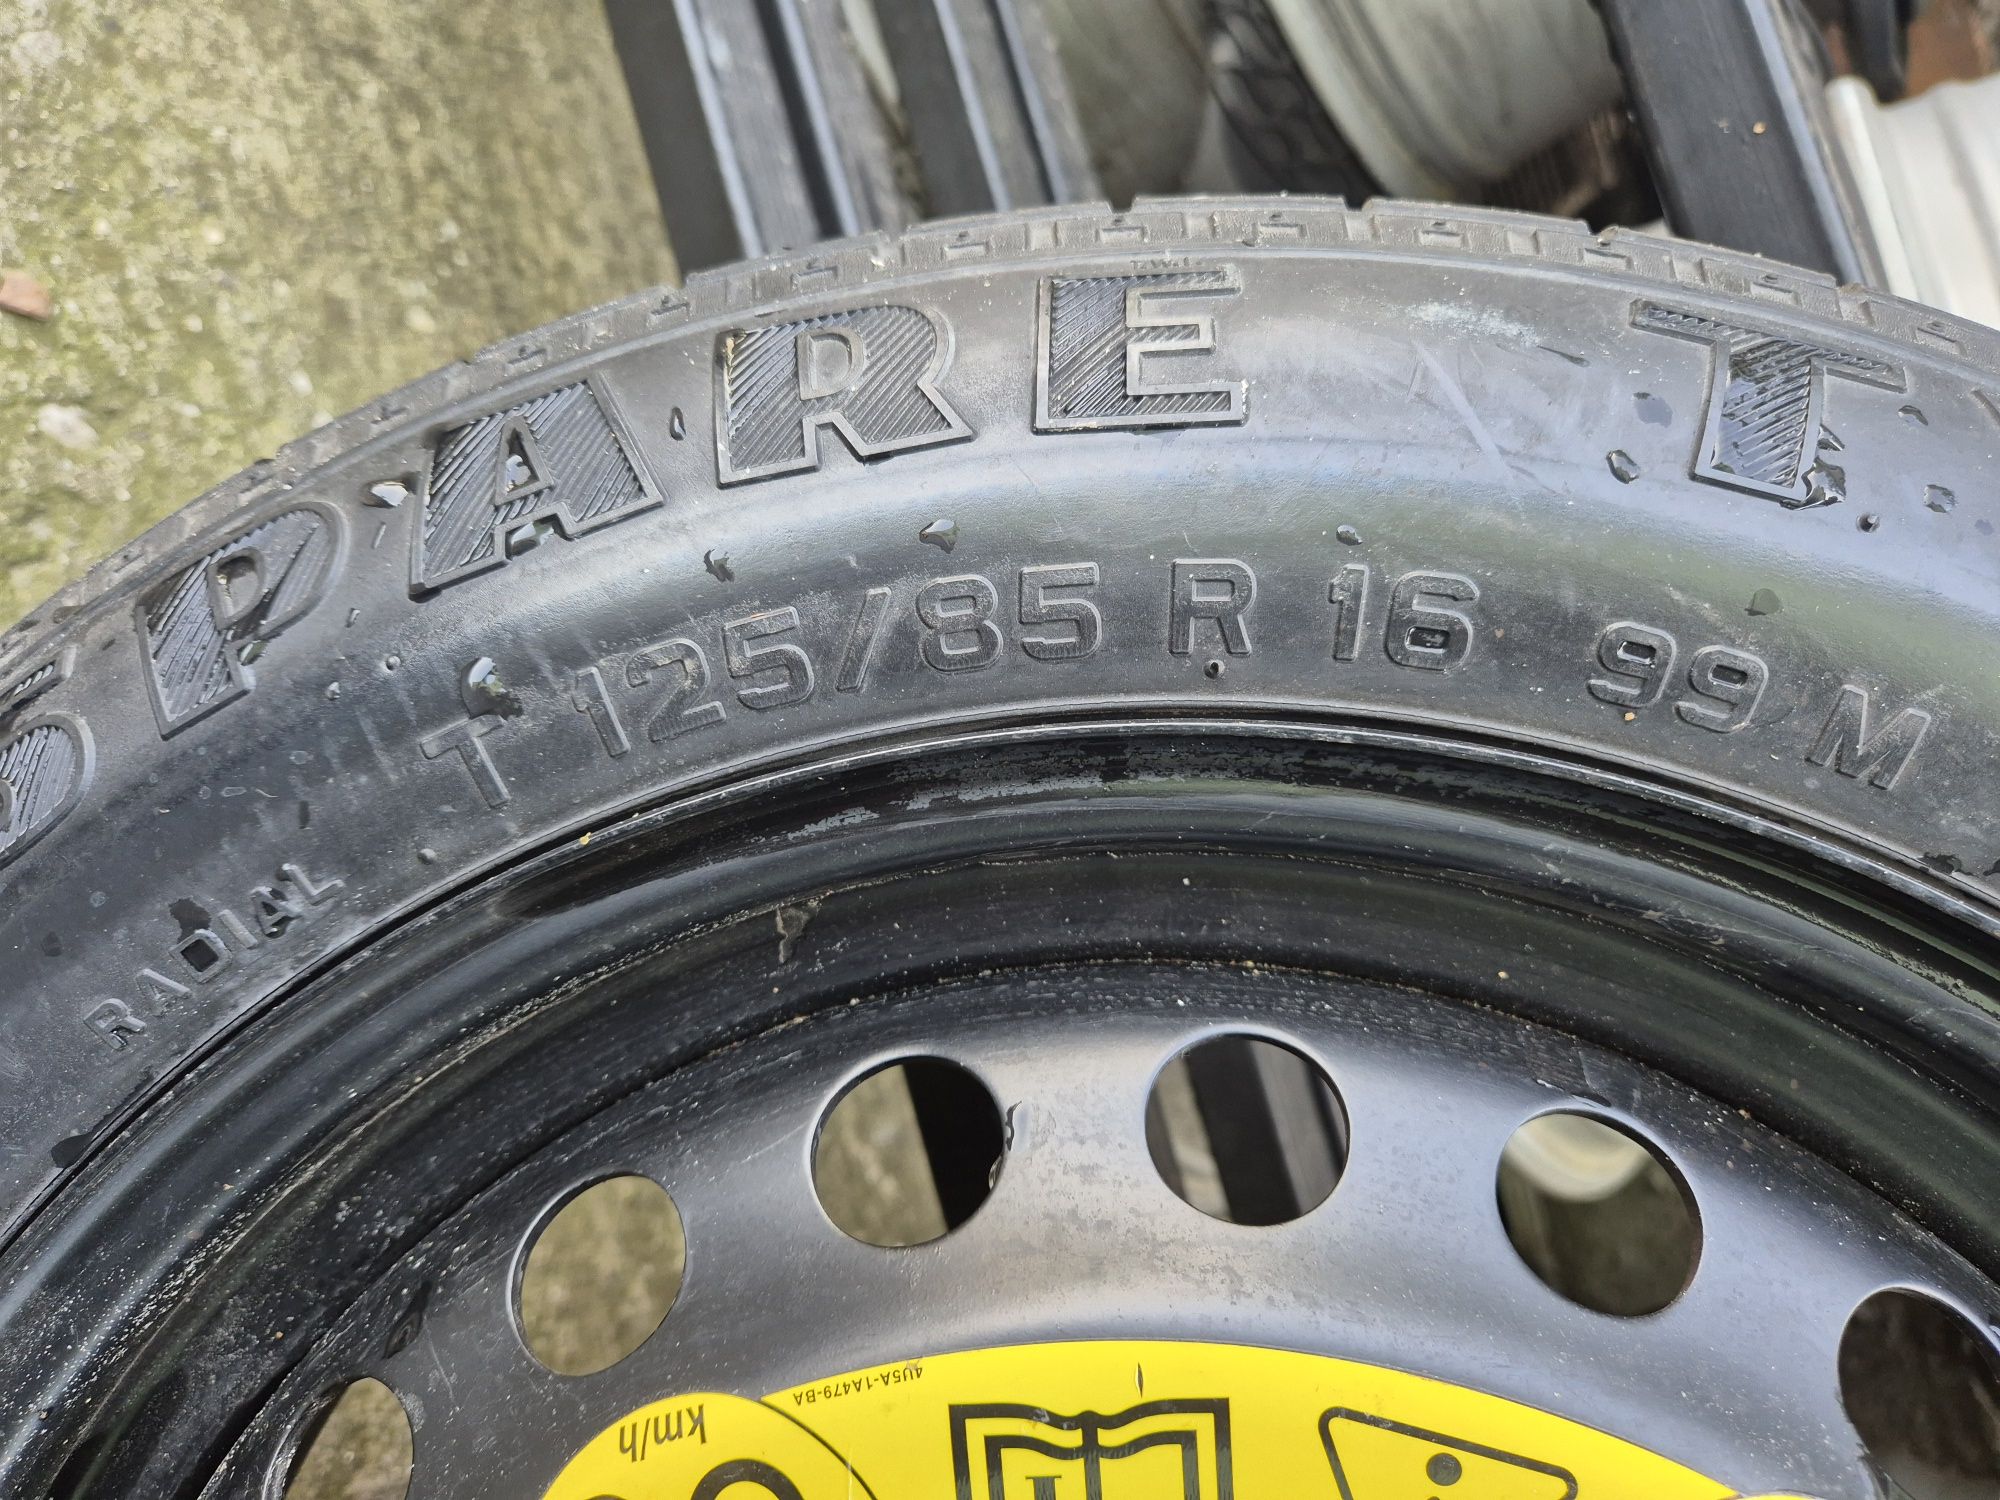 SPARE T
T 125/85 R 16 99 M
RADIAL
4U5A-1A479-BA
km/h